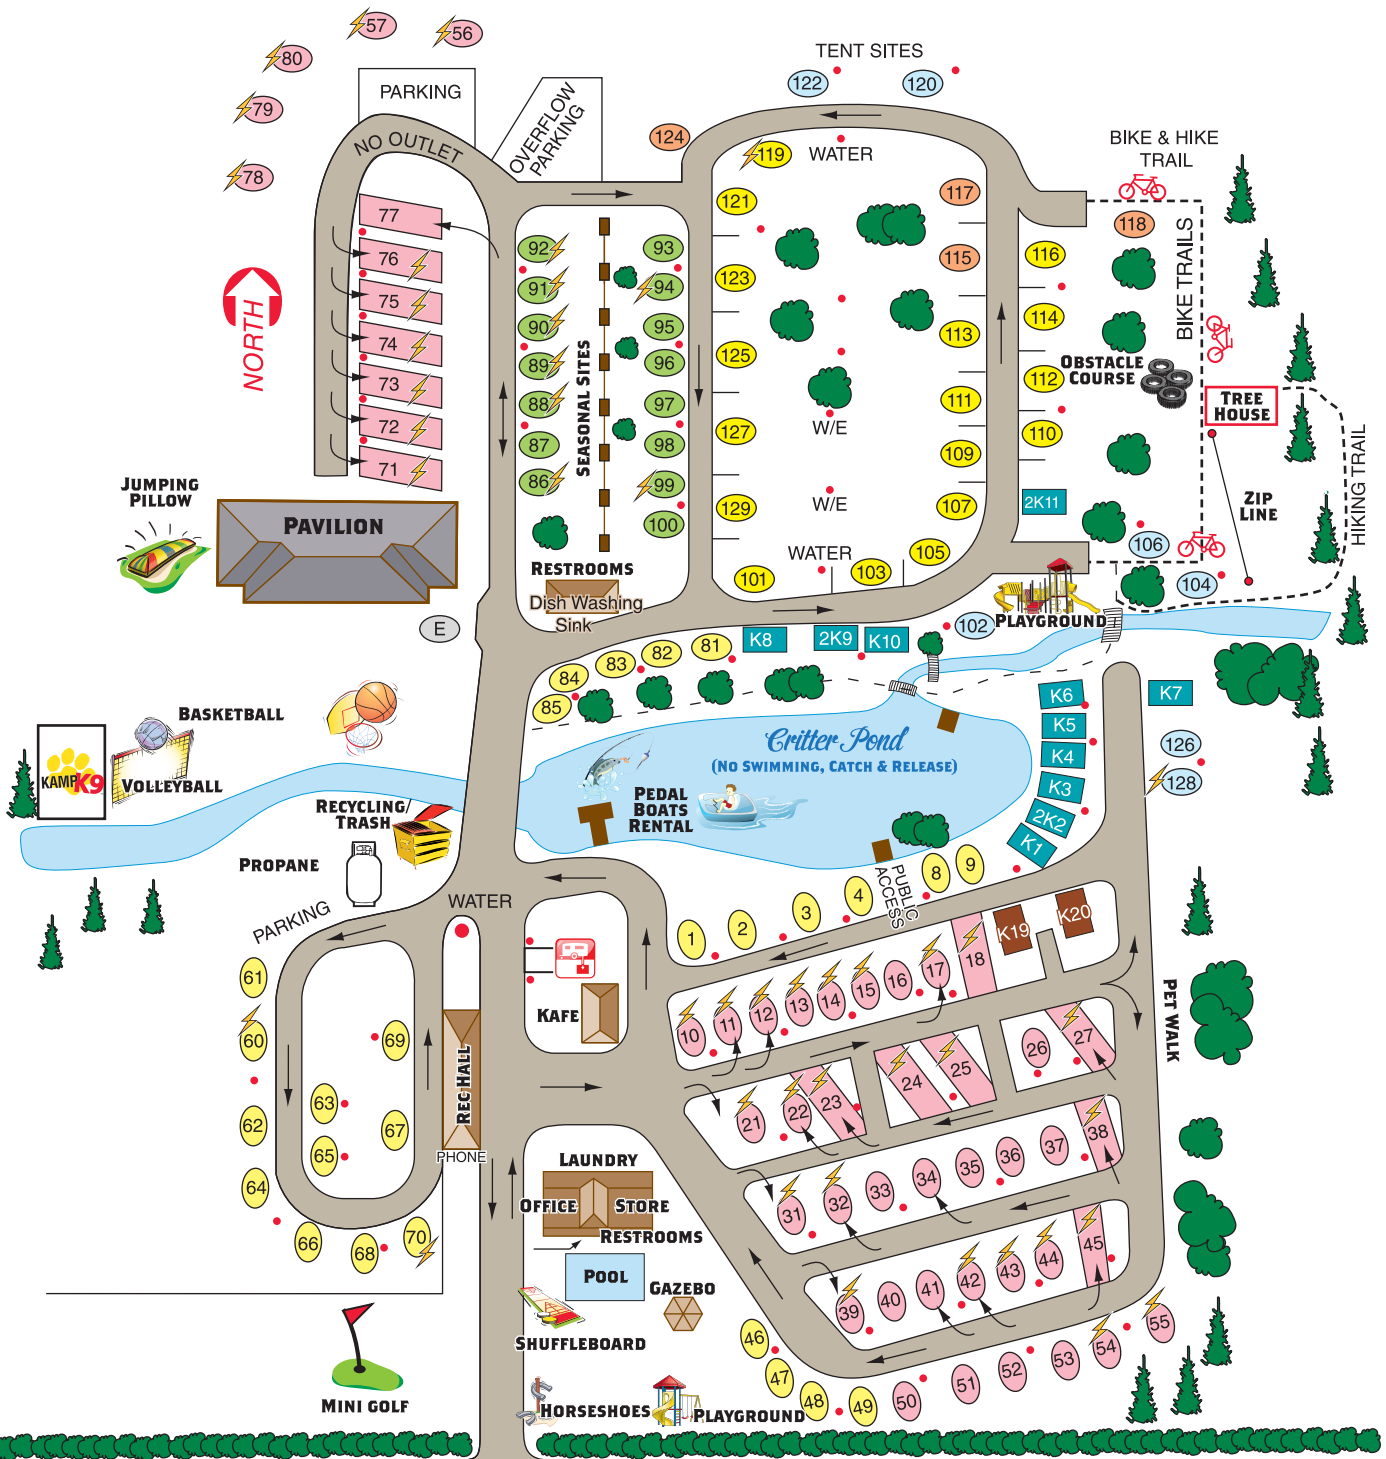 57
56
80
79
78
PARKING
NO OUTLET
OVERFLOW
PARKING
TENT SITES
122
120
124
119
WATER
BIKE & HIKE
TRAIL
77
76
75
74
73
72
71
NORTH
92
91
90
89
88
87
86
SEASONAL SITES
93
94
95
96
97
98
99
100
121
123
125
127
129
117
115
113
111
109
107
105
103
101
WATER
W/E
W/E
118
116
114
112
110
2K11
BIKE TRAILS
OBSTACLE
COURSE
TREE
HOUSE
ZIP
LINE
HIKING TRAIL
106
104
102
PLAYGROUND
JUMPING
PILLOW
PAVILION
E
RESTROOMS
Dish Washing
Sink
K8
2K9
K10
81
82
83
84
85
BASKETBALL
VOLLEYBALL
KAMP K9
RECYCLING/
TRASH
PROPANE
Critter Pond
(NO SWIMMING, CATCH & RELEASE)
PEDAL
BOATS
RENTAL
K6
K5
K4
K3
2K2
K1
K7
126
128
PUBLIC
ACCESS
PARKING
WATER
1
2
3
4
8
9
K19
K20
10
11
12
13
14
15
16
17
18
KAFE
REC HALL
PHONE
61
60
62
64
66
68
70
69
67
63
65
21
22
23
24
25
26
27
PET WALK
31
32
33
34
35
36
37
38
39
40
41
42
43
44
45
LAUNDRY
OFFICE
STORE
RESTROOMS
POOL
GAZEBO
SHUFFLEBOARD
HORSESHOES
PLAYGROUND
MINI GOLF
46
47
48
49
50
51
52
53
54
55